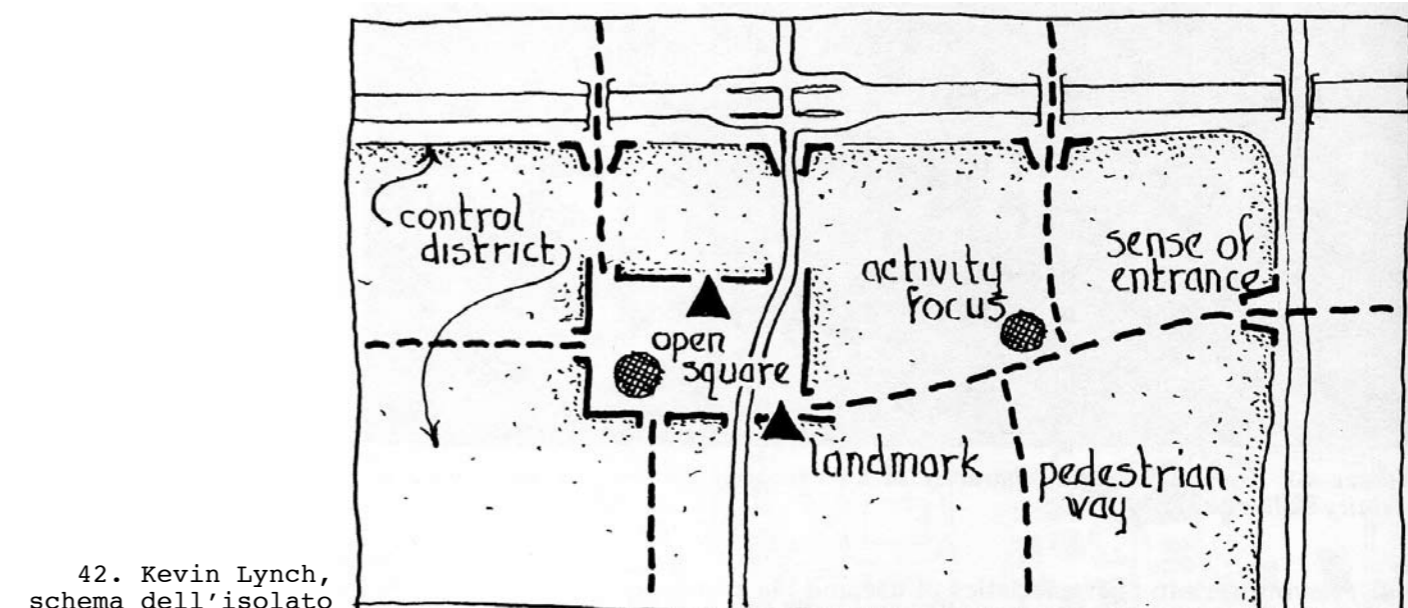 control
district
activity
focus
sense of
entrance
open
square
landmark
pedestrian
way
42. Kevin Lynch,
schema dell'isolato